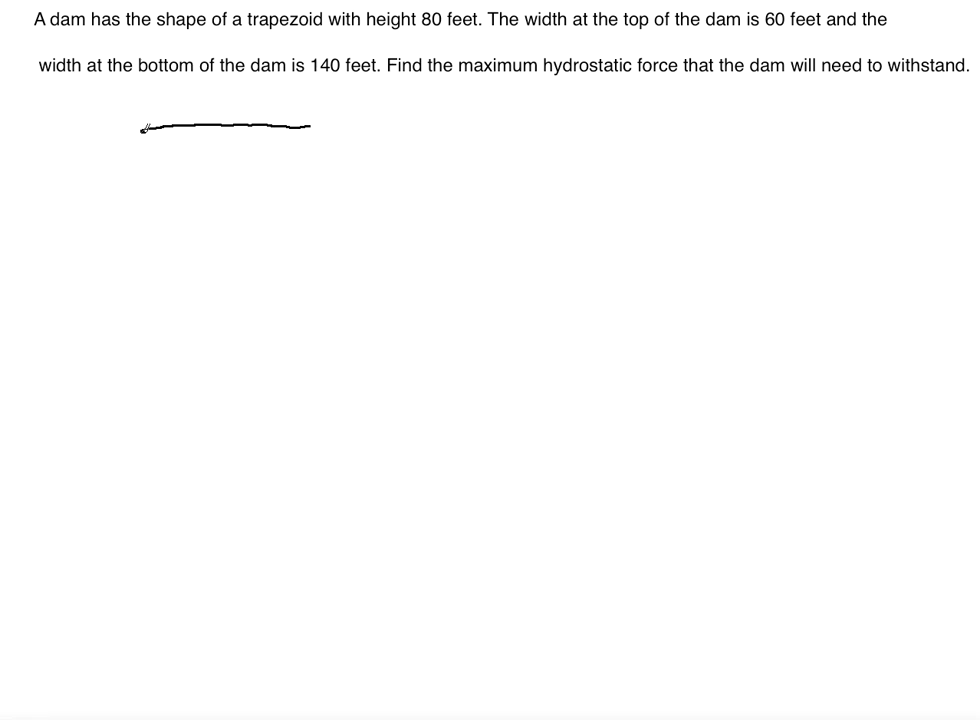 A dam has the shape of a trapezoid with height 80 feet. The width at the top of the dam is 60 feet and the
width at the bottom of the dam is 140 feet. Find the maximum hydrostatic force that the dam will need to withstand.